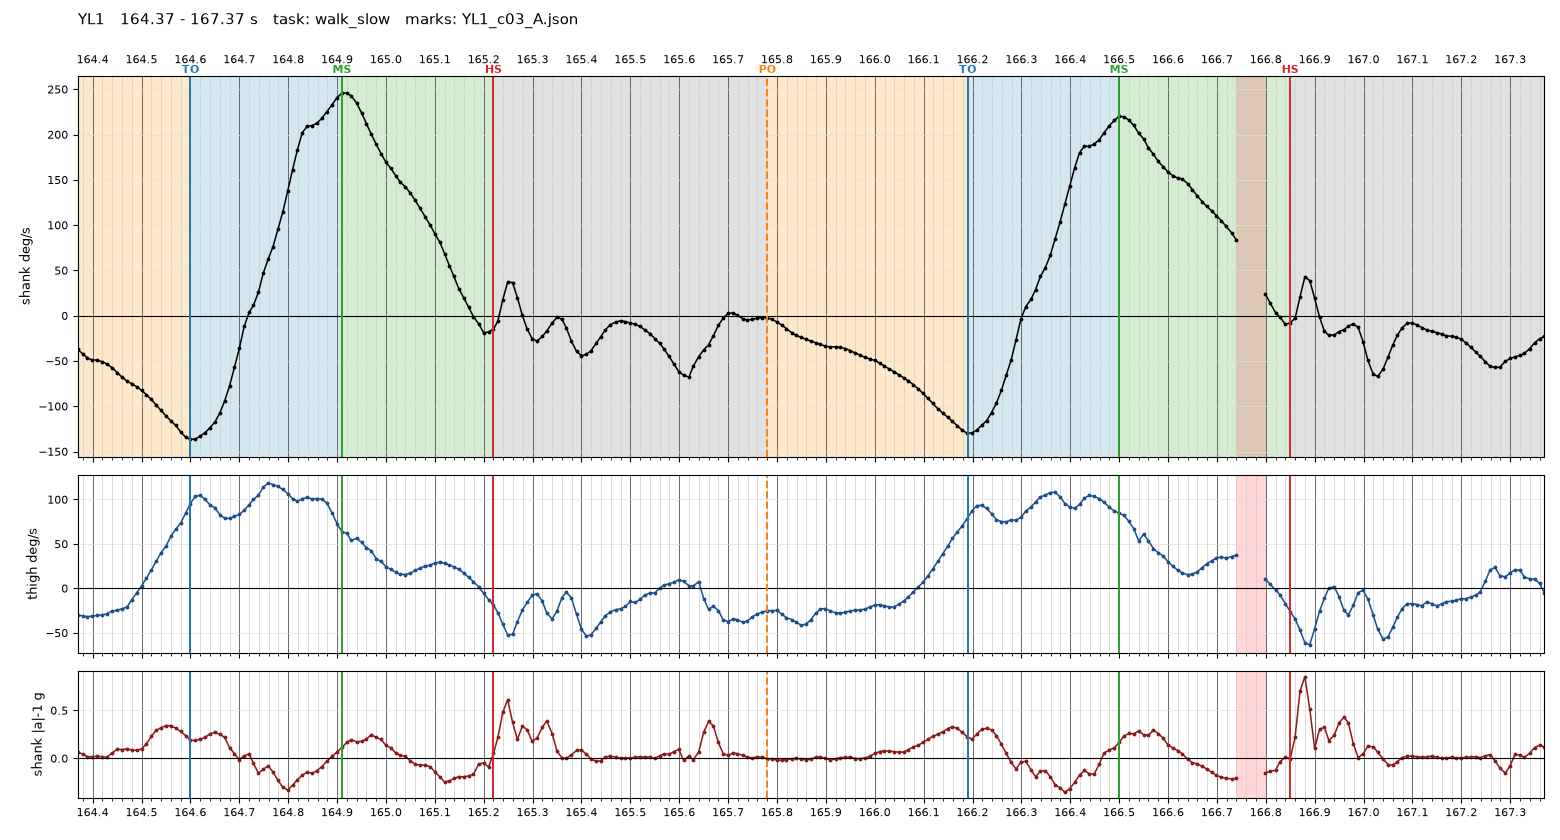 YL1   164.37 - 167.37 s   task: walk_slow   marks: YL1_c03_A.json
164.4 164.5 164.6 164.7 164.8 164.9 165.0 165.1 165.2 165.3 165.4 165.5 165.6 165.7 165.8 165.9 166.0 166.1 166.2 166.3 166.4 166.5 166.6 166.7 166.8 166.9 167.0 167.1 167.2 167.3
TO MS HS PO TO MS HS
250
200
150
100
50
0
−50
−100
−150
shank deg/s
100
50
0
−50
thigh deg/s
0.5
0.0
shank |a|-1 g
164.4 164.5 164.6 164.7 164.8 164.9 165.0 165.1 165.2 165.3 165.4 165.5 165.6 165.7 165.8 165.9 166.0 166.1 166.2 166.3 166.4 166.5 166.6 166.7 166.8 166.9 167.0 167.1 167.2 167.3